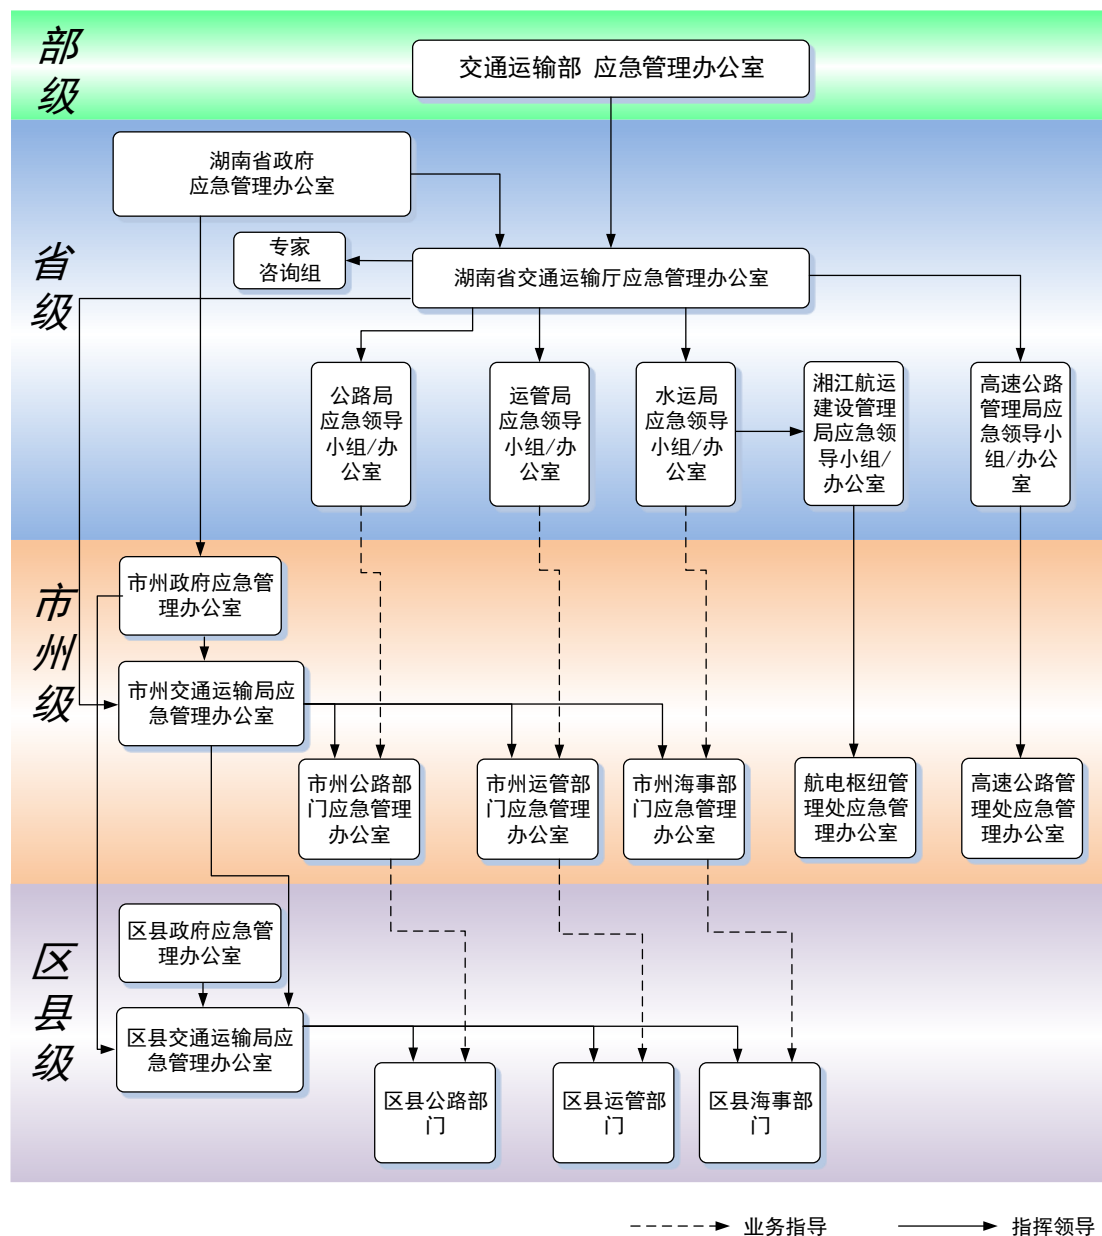 部
级
交通运输部 应急管理办公室
省
级
湖南省政府
应急管理办公室
专家
咨询组
湖南省交通运输厅应急管理办公室
公路局
应急领导
小组/办
公室
运管局
应急领导
小组/办
公室
水运局
应急领导
小组/办
公室
湘江航运
建设管理
局应急领
导小组/
办公室
高速公路
管理局应
急领导小
组/办公
室
市
州
级
市州政府应急管
理办公室
市州交通运输局应
急管理办公室
市州公路部
门应急管理
办公室
市州运管部
门应急管理
办公室
市州海事部
门应急管理
办公室
航电枢纽管
理处应急管
理办公室
高速公路管
理处应急管
理办公室
区
县
级
区县政府应急管
理办公室
区县交通运输局应
急管理办公室
区县公路部
门
区县运管部
门
区县海事部
门
业务指导
指挥领导